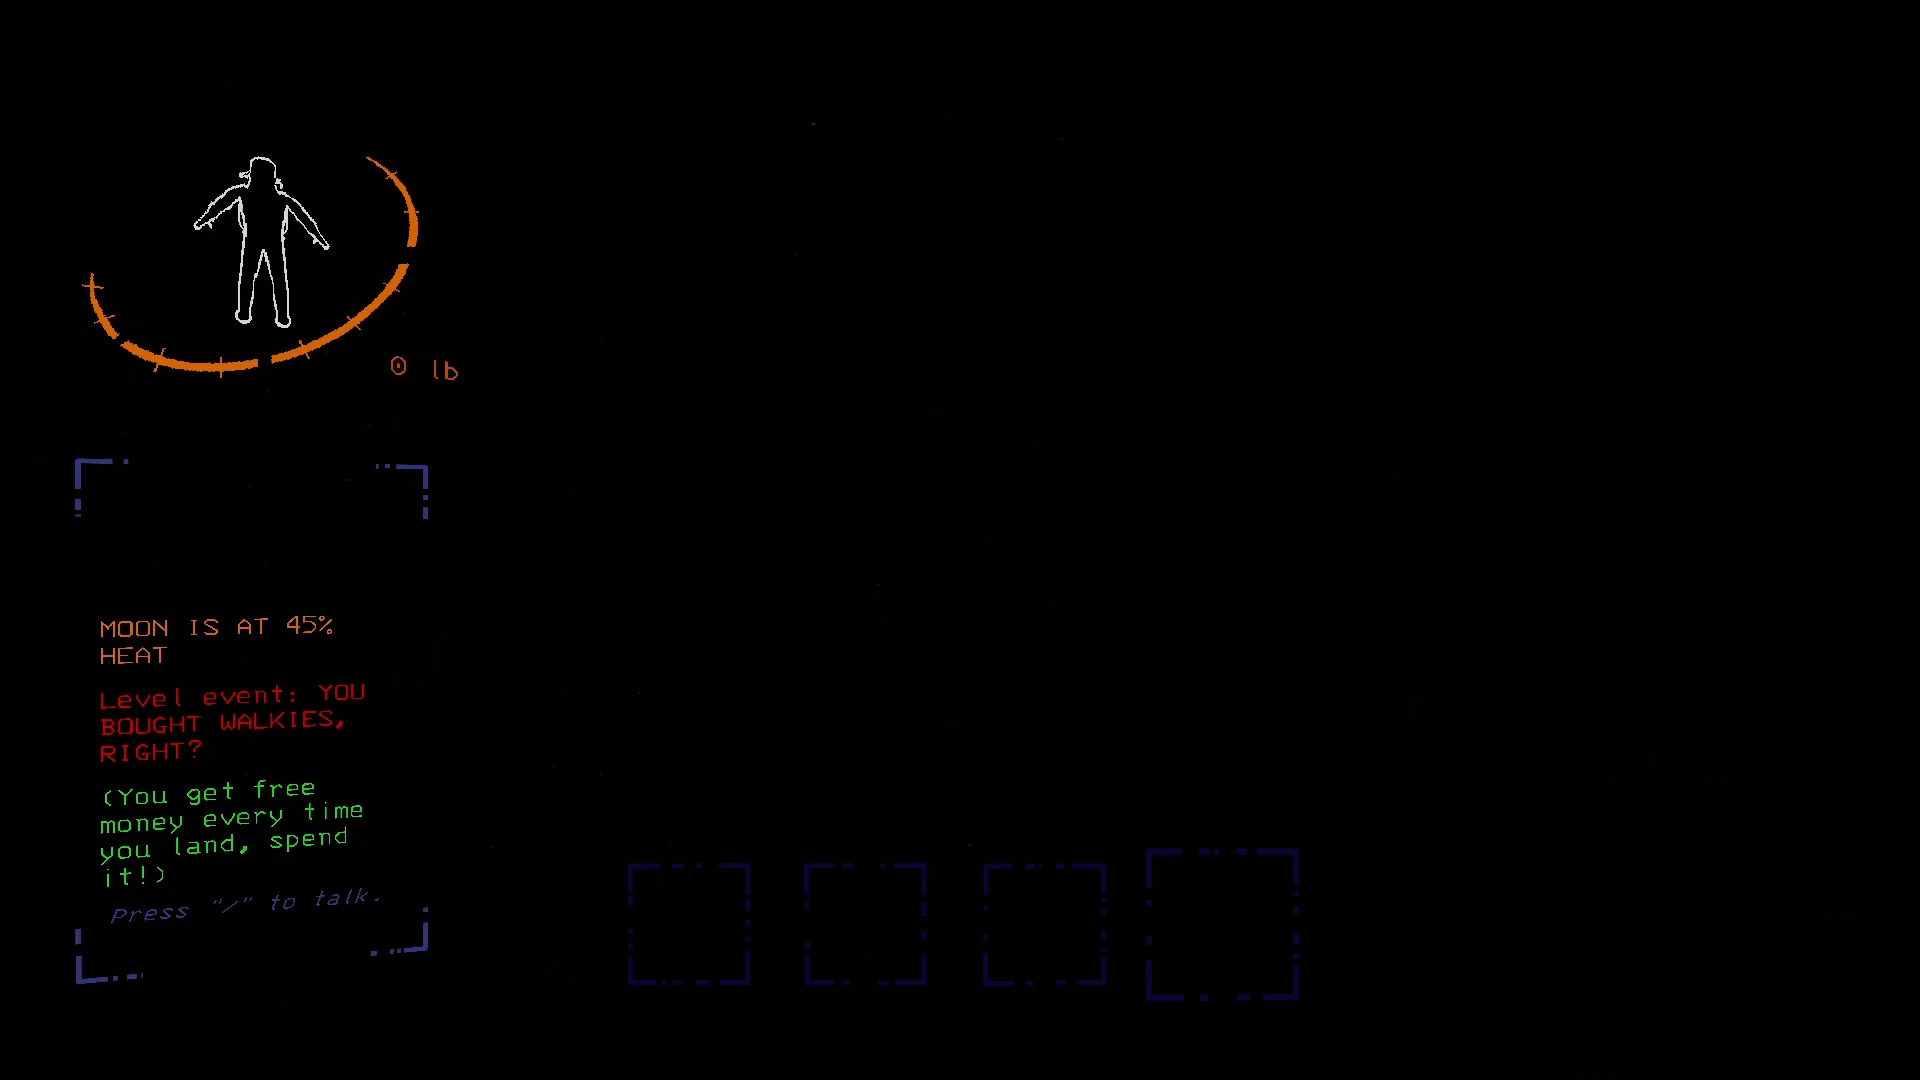 0 lb
MOON IS AT 45%
HEAT
Level event: YOU
BOUGHT WALKIES,
RIGHT?
(You get free
money every time
you land, spend
it!)
Press "/" to talk.